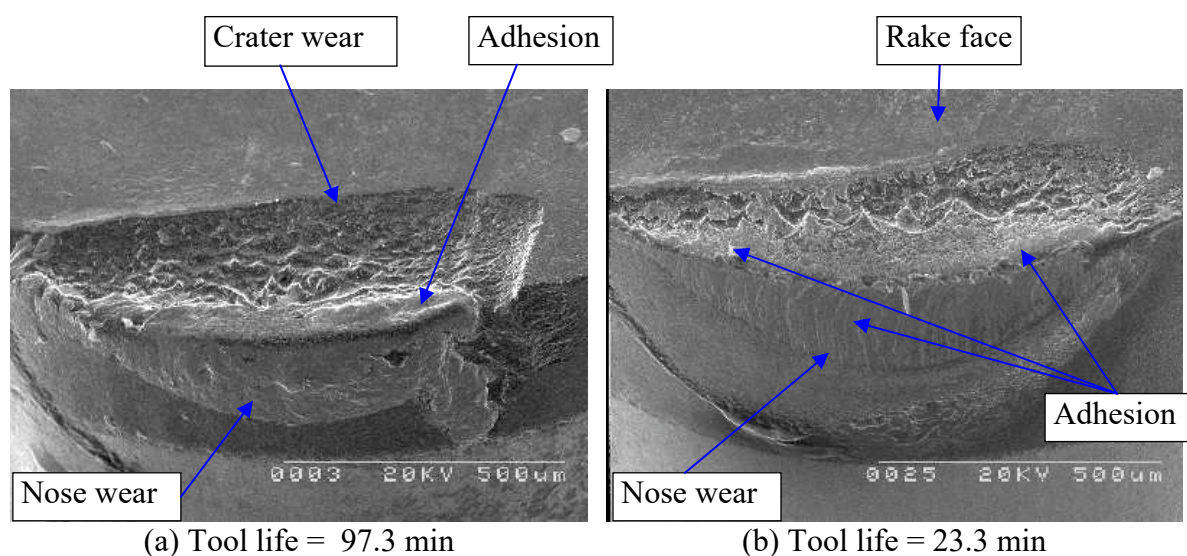 Crater wear
Adhesion
Rake face
0003 20KV 500um
0025 20KV 500um
Nose wear
Nose wear
Adhesion
(a) Tool life = 97.3 min
(b) Tool life = 23.3 min